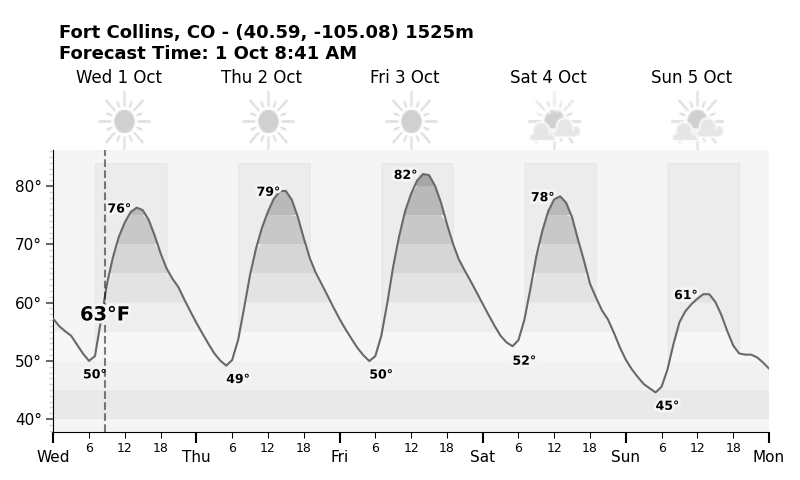 Fort Collins, CO - (40.59, -105.08) 1525m
Forecast Time: 1 Oct 8:41 AM
Wed 1 Oct Thu 2 Oct Fri 3 Oct Sat 4 Oct Sun 5 Oct
80°
70°
60°
50°
40°
76° 79° 82° 78° 61°
63°F
50° 49° 50° 52° 45°
6 12 18 6 12 18 6 12 18 6 12 18 6 12 18
Wed Thu Fri Sat Sun Mon